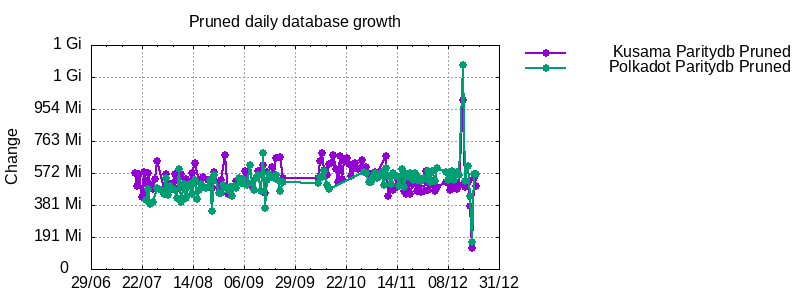 Pruned daily database growth
1 Gi
1 Gi
954 Mi
763 Mi
572 Mi
381 Mi
191 Mi
0
Change
29/06 22/07 14/08 06/09 29/09 22/10 14/11 08/12 31/12
Kusama Paritydb Pruned
Polkadot Paritydb Pruned